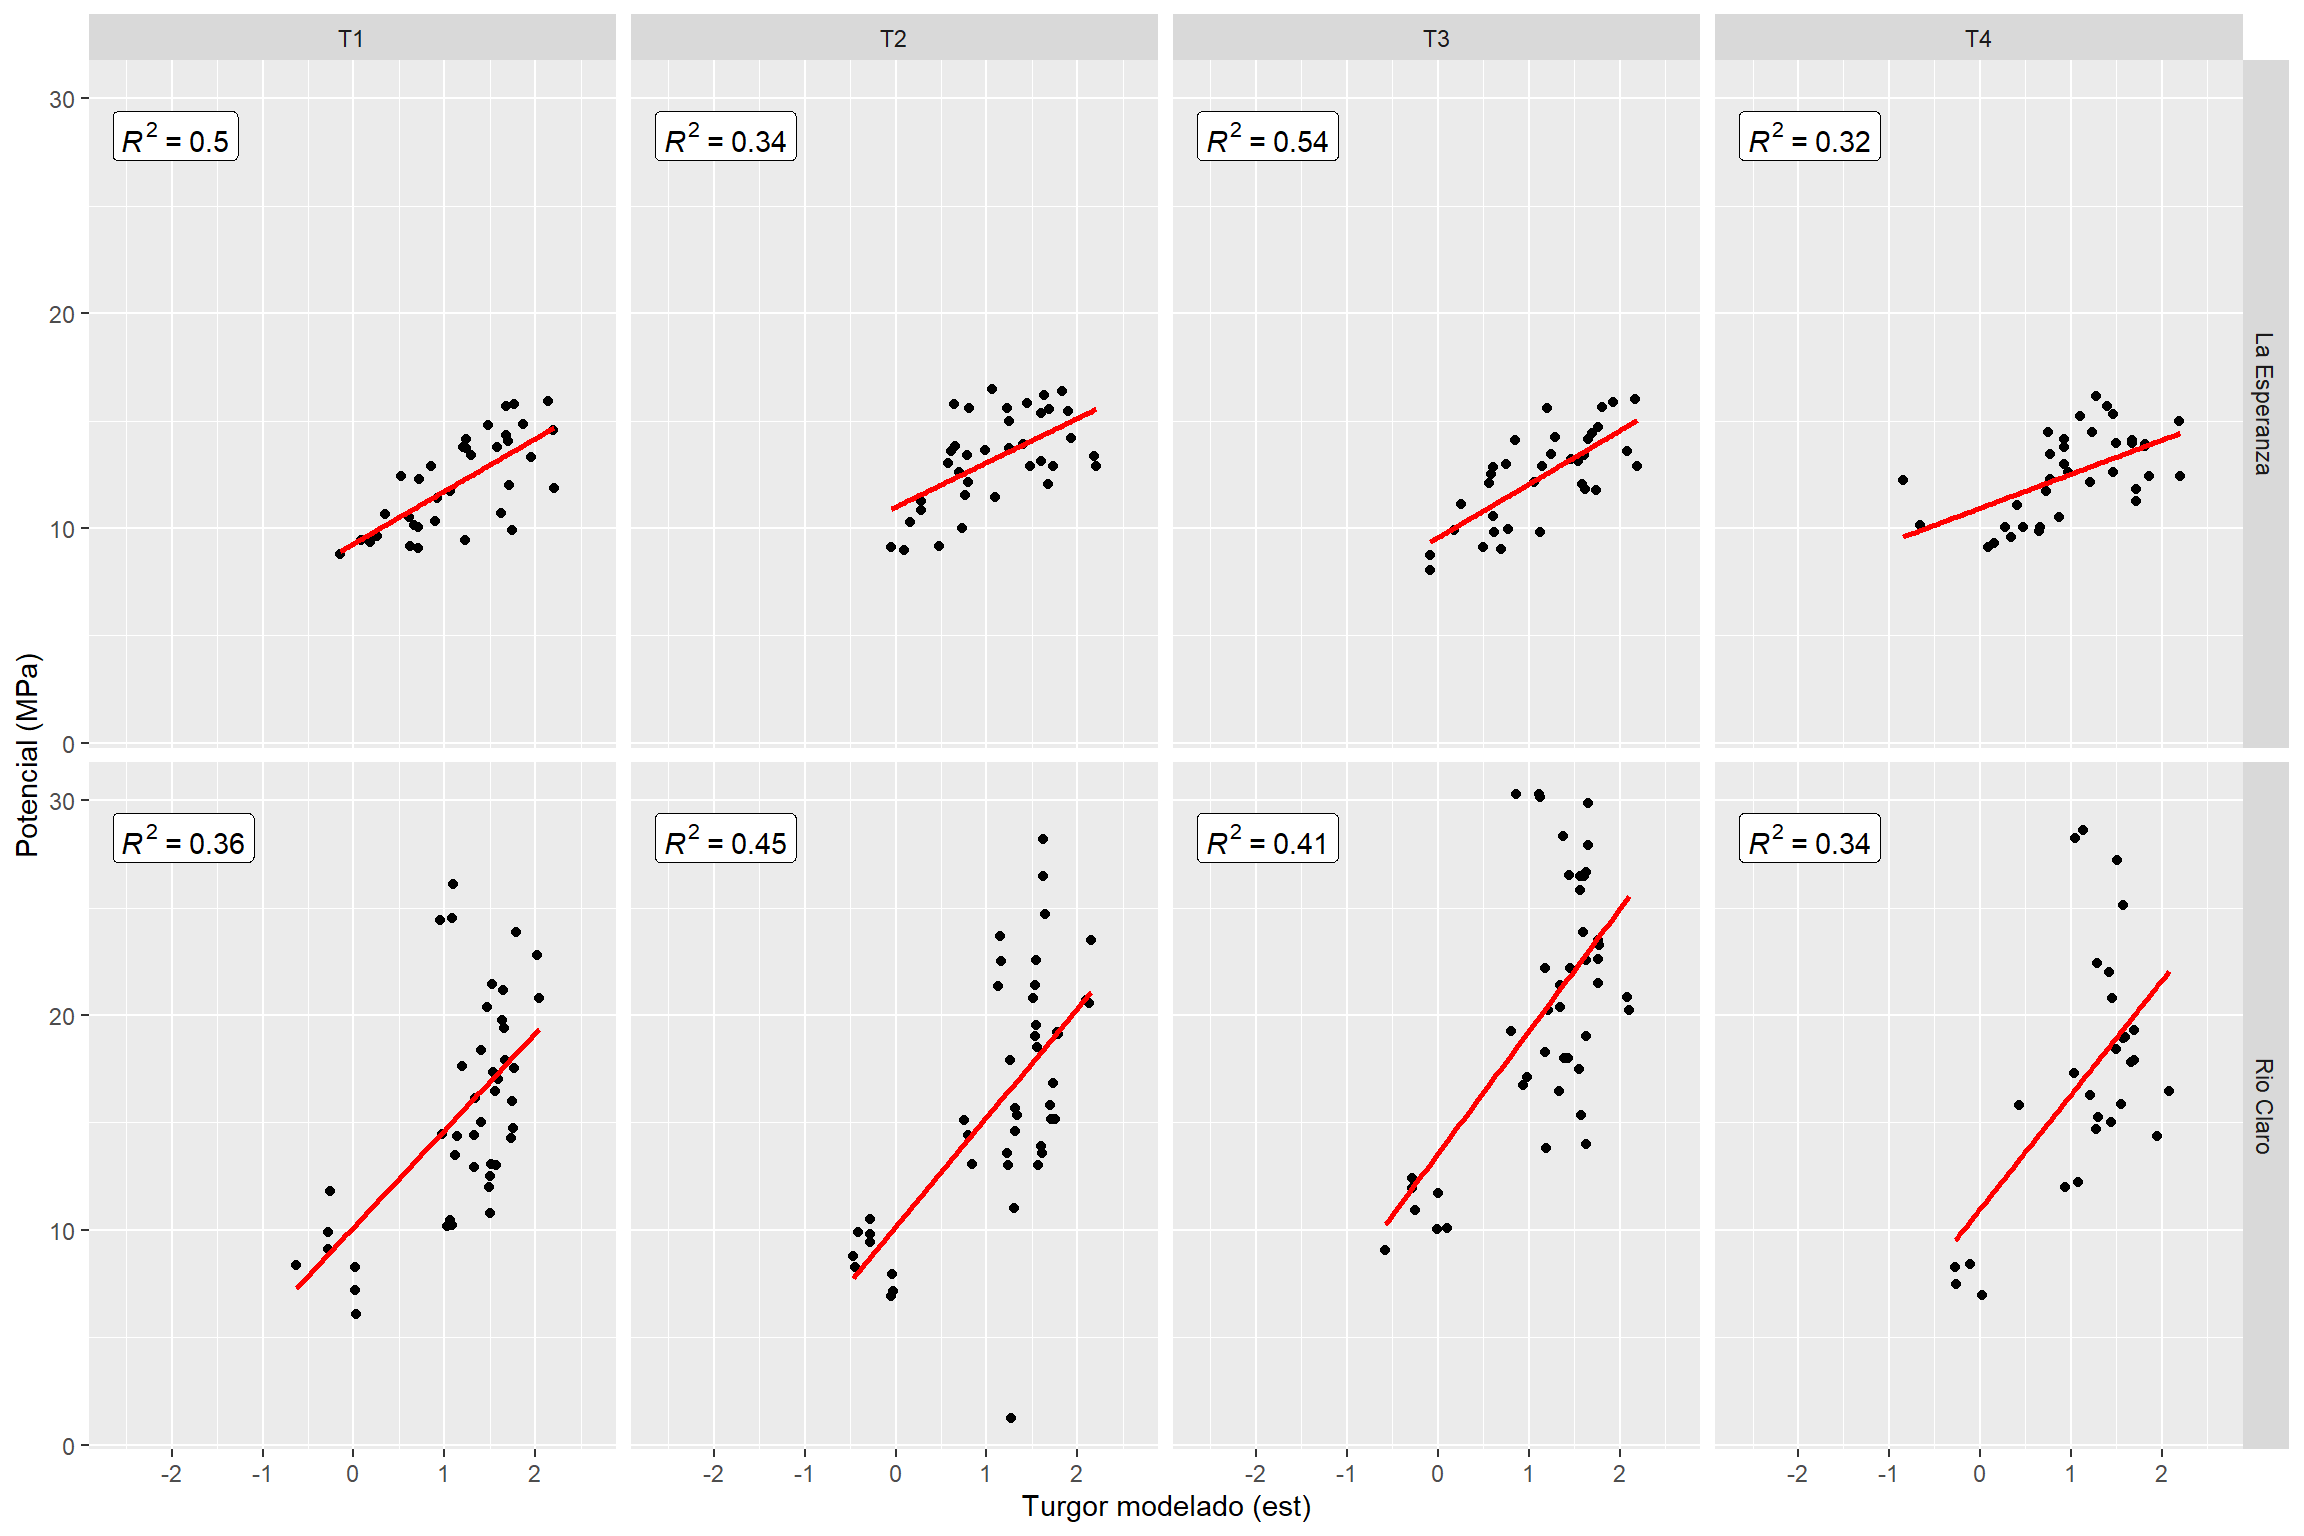 T1 T2 T3 T4
30
R² = 0.5 R² = 0.34 R² = 0.54 R² = 0.32
20
La Esperanza
10
0
Potencial (MPa)
30
R² = 0.36 R² = 0.45 R² = 0.41 R² = 0.34
20
Rio Claro
10
0
-2 -1 0 1 2 -2 0 1 2 -2 -1 0 1 2 -2 -1 0 1 2
Turgor modelado (est)